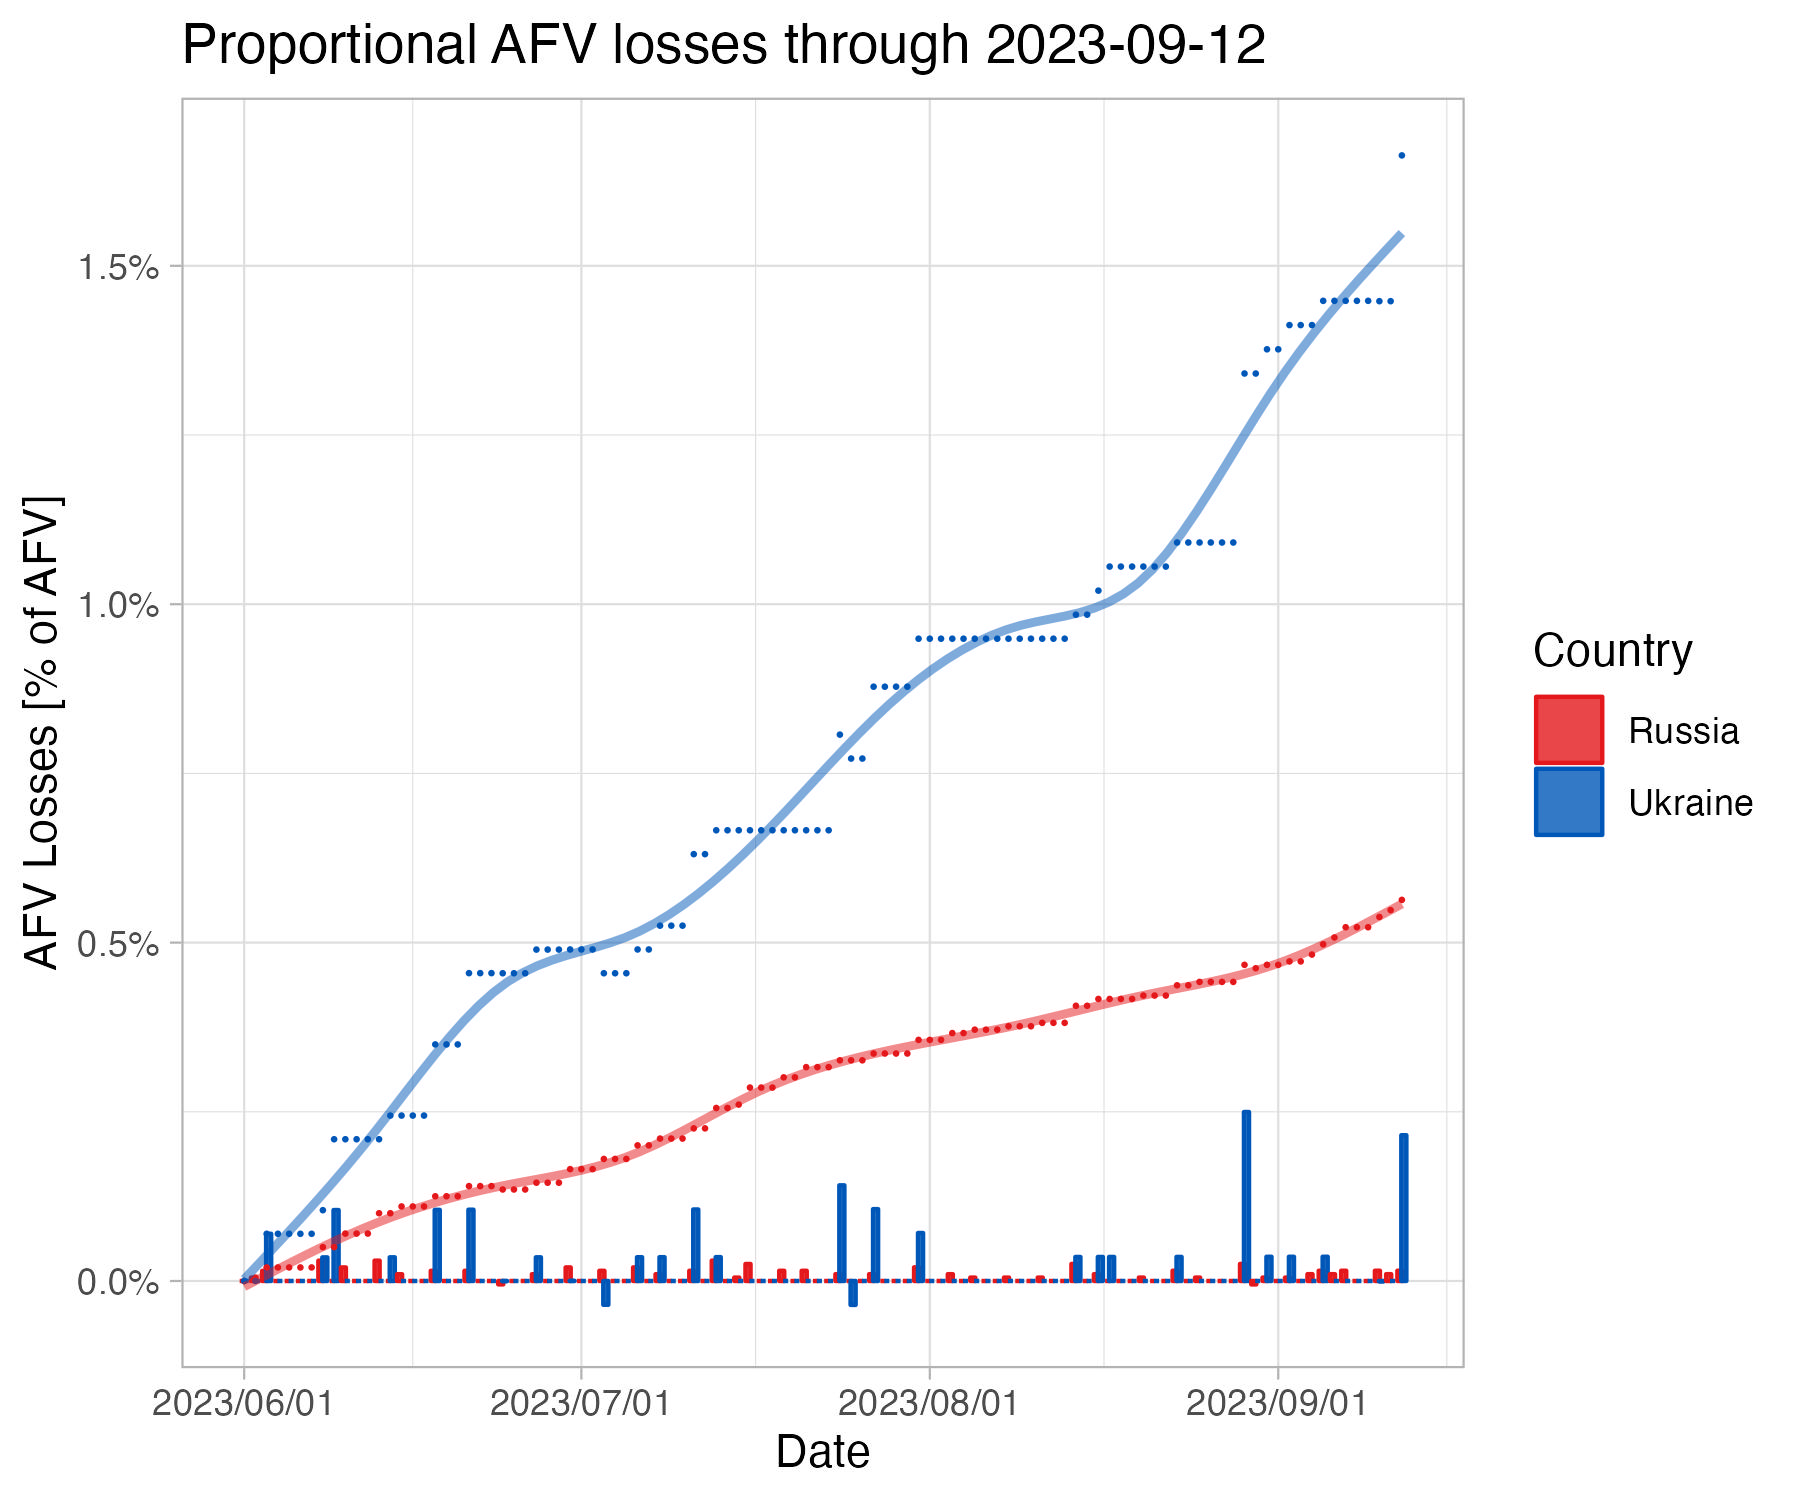 Proportional AFV losses through 2023-09-12
AFV Losses [% of AFV]
1.5%
1.0%
0.5%
0.0%
2023/06/01
2023/07/01
2023/08/01
2023/09/01
Date
Country
Russia
Ukraine